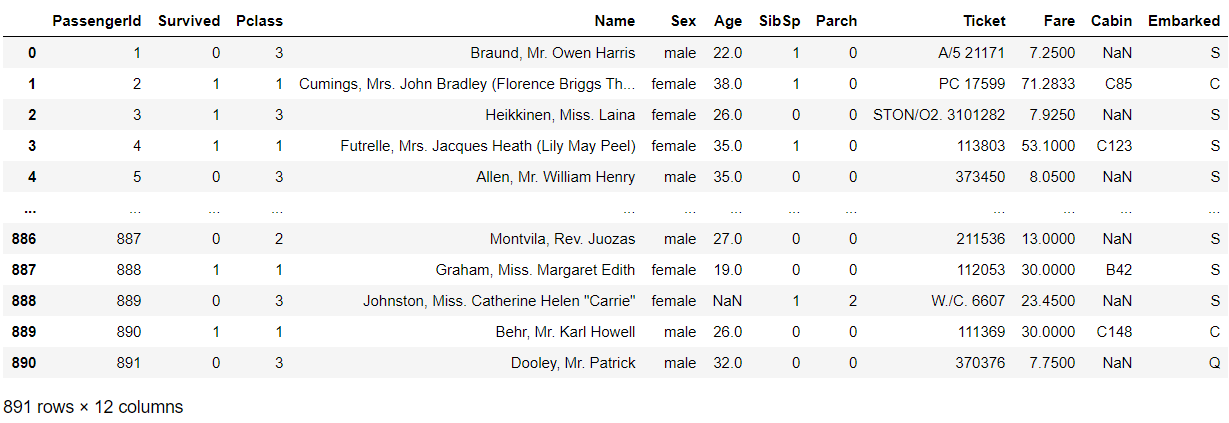 PassengerId Survived Pclass Name Sex Age SibSp Parch Ticket Fare Cabin Embarked
0 1 0 3 Braund, Mr. Owen Harris male 22.0 1 0 A/5 21171 7.2500 NaN S
1 2 1 1 Cumings, Mrs. John Bradley (Florence Briggs Th... female 38.0 1 0 PC 17599 71.2833 C85 C
2 3 1 3 Heikkinen, Miss. Laina female 26.0 0 0 STON/O2. 3101282 7.9250 NaN S
3 4 1 1 Futrelle, Mrs. Jacques Heath (Lily May Peel) female 35.0 1 0 113803 53.1000 C123 S
4 5 0 3 Allen, Mr. William Henry male 35.0 0 0 373450 8.0500 NaN S
... ... ... ... ... ... ... ... ... ... ... ... ...
886 887 0 2 Montvila, Rev. Juozas male 27.0 0 0 211536 13.0000 NaN S
887 888 1 1 Graham, Miss. Margaret Edith female 19.0 0 0 112053 30.0000 B42 S
888 889 0 3 Johnston, Miss. Catherine Helen "Carrie" female NaN 1 2 W./C. 6607 23.4500 NaN S
889 890 1 1 Behr, Mr. Karl Howell male 26.0 0 0 111369 30.0000 C148 C
890 891 0 3 Dooley, Mr. Patrick male 32.0 0 0 370376 7.7500 NaN Q
891 rows × 12 columns